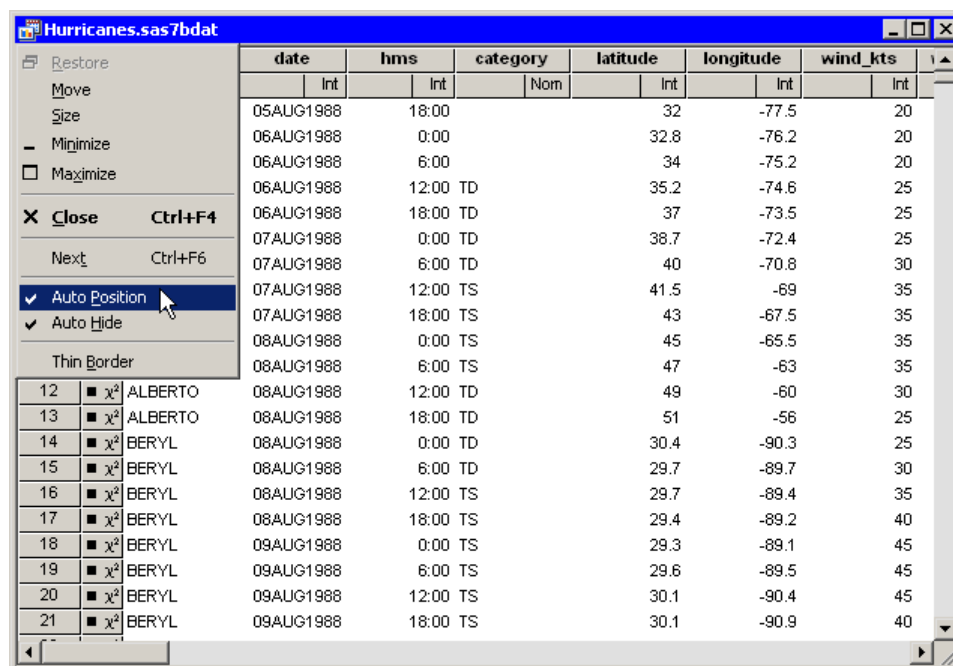 Hurricanes.sas7bdat
Restore
Move
Size
Minimize
Maximize
Close Ctrl+F4
Next Ctrl+F6
Auto Position
Auto Hide
Thin Border
date hms category latitude longitude wind_kts
Int Int Nom Int Int Int
05AUG1988 18:00 32 -77.5 20
06AUG1988 0:00 32.8 -76.2 20
06AUG1988 6:00 34 -75.2 20
06AUG1988 12:00 TD 35.2 -74.6 25
06AUG1988 18:00 TD 37 -73.5 25
07AUG1988 0:00 TD 38.7 -72.4 25
07AUG1988 6:00 TD 40 -70.8 30
07AUG1988 12:00 TS 41.5 -69 35
07AUG1988 18:00 TS 43 -67.5 35
08AUG1988 0:00 TS 45 -65.5 35
08AUG1988 6:00 TS 47 -63 35
12 χ² ALBERTO 08AUG1988 12:00 TD 49 -60 30
13 χ² ALBERTO 08AUG1988 18:00 TD 51 -56 25
14 χ² BERYL 08AUG1988 0:00 TD 30.4 -90.3 25
15 χ² BERYL 08AUG1988 6:00 TD 29.7 -89.7 30
16 χ² BERYL 08AUG1988 12:00 TS 29.7 -89.4 35
17 χ² BERYL 08AUG1988 18:00 TS 29.4 -89.2 40
18 χ² BERYL 09AUG1988 0:00 TS 29.3 -89.1 45
19 χ² BERYL 09AUG1988 6:00 TS 29.6 -89.5 45
20 χ² BERYL 09AUG1988 12:00 TS 30.1 -90.4 45
21 χ² BERYL 09AUG1988 18:00 TS 30.1 -90.9 40